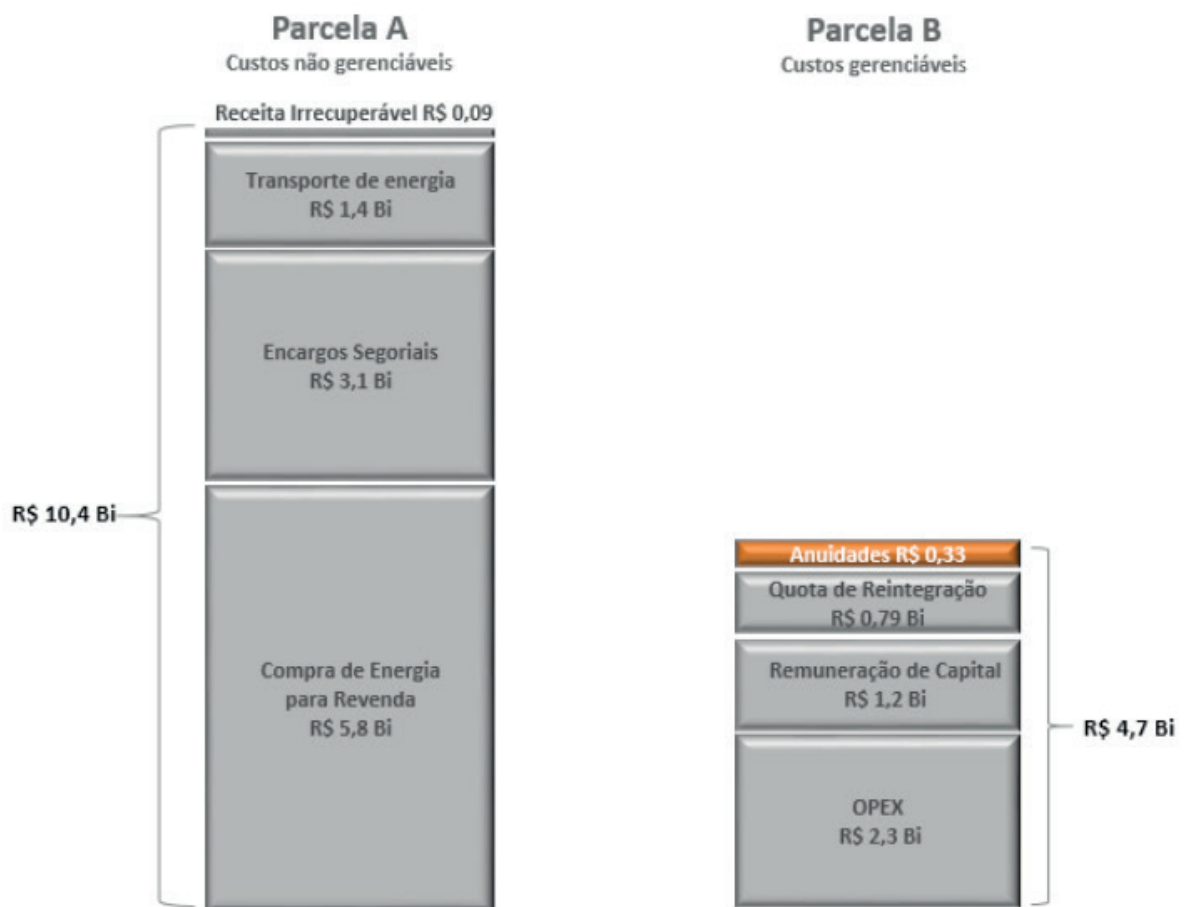 Parcela A
Custos não gerenciáveis
Receita Irrecuperável R$ 0,09
Transporte de energia
R$ 1,4 Bi
Encargos Segoriais
R$ 3,1 Bi
R$ 10,4 Bi
Compra de Energia
para Revenda
R$ 5,8 Bi
Parcela B
Custos gerenciáveis
Anuidades R$ 0,33
Quota de Reintegração
R$ 0,79 Bi
Remuneração de Capital
R$ 1,2 Bi
R$ 4,7 Bi
OPEX
R$ 2,3 Bi